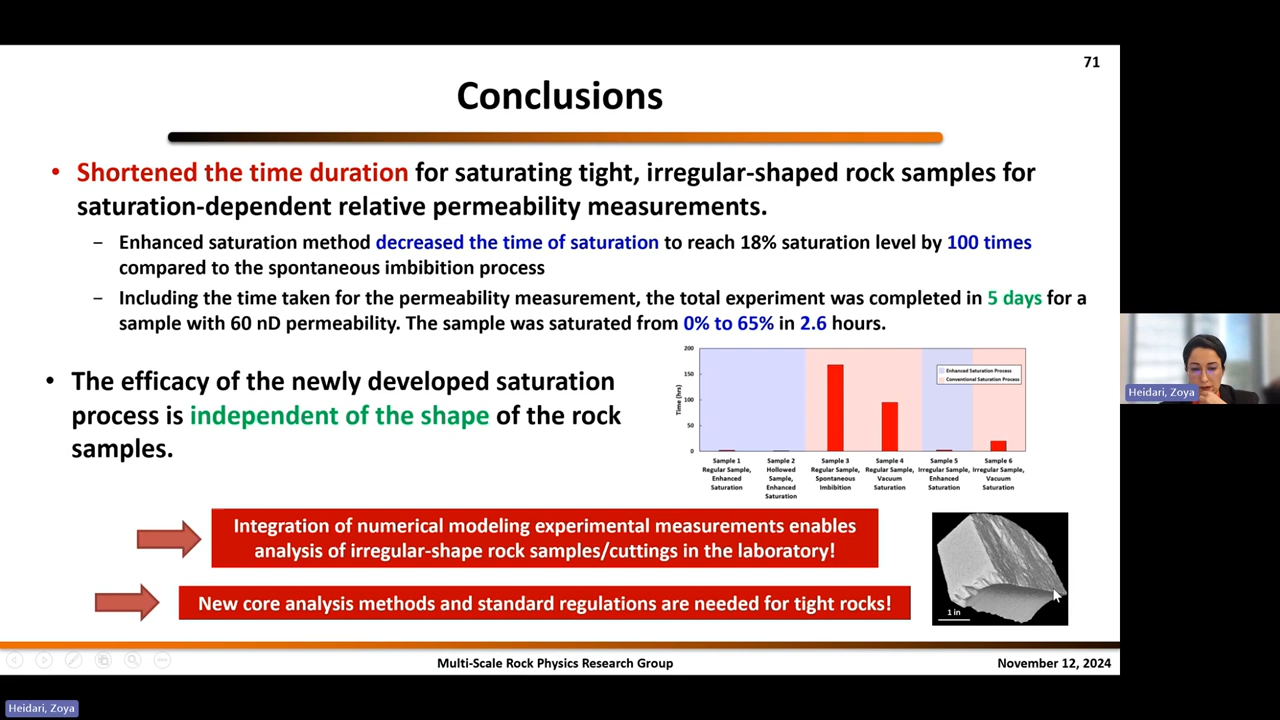 71
Conclusions
• Shortened the time duration for saturating tight, irregular-shaped rock samples for
saturation-dependent relative permeability measurements.
– Enhanced saturation method decreased the time of saturation to reach 18% saturation level by 100 times
compared to the spontaneous imbibition process
– Including the time taken for the permeability measurement, the total experiment was completed in 5 days for a
sample with 60 nD permeability. The sample was saturated from 0% to 65% in 2.6 hours.
• The efficacy of the newly developed saturation
process is independent of the shape of the rock
samples.
Time (hrs)
200
150
100
50
0
Enhanced Saturation Process
Conventional Saturation Process
Sample 1
Regular Sample,
Enhanced
Saturation
Sample 2
Hollowed
Sample,
Enhanced
Saturation
Sample 3
Regular Sample,
Spontaneous
Imbibition
Sample 4
Regular Sample,
Vacuum
Saturation
Sample 5
Irregular Sample,
Enhanced
Saturation
Sample 6
Irregular Sample,
Vacuum
Saturation
Integration of numerical modeling experimental measurements enables
analysis of irregular-shape rock samples/cuttings in the laboratory!
New core analysis methods and standard regulations are needed for tight rocks!
1 in
Multi-Scale Rock Physics Research Group
November 12, 2024
Heidari, Zoya
Heidari, Zoya